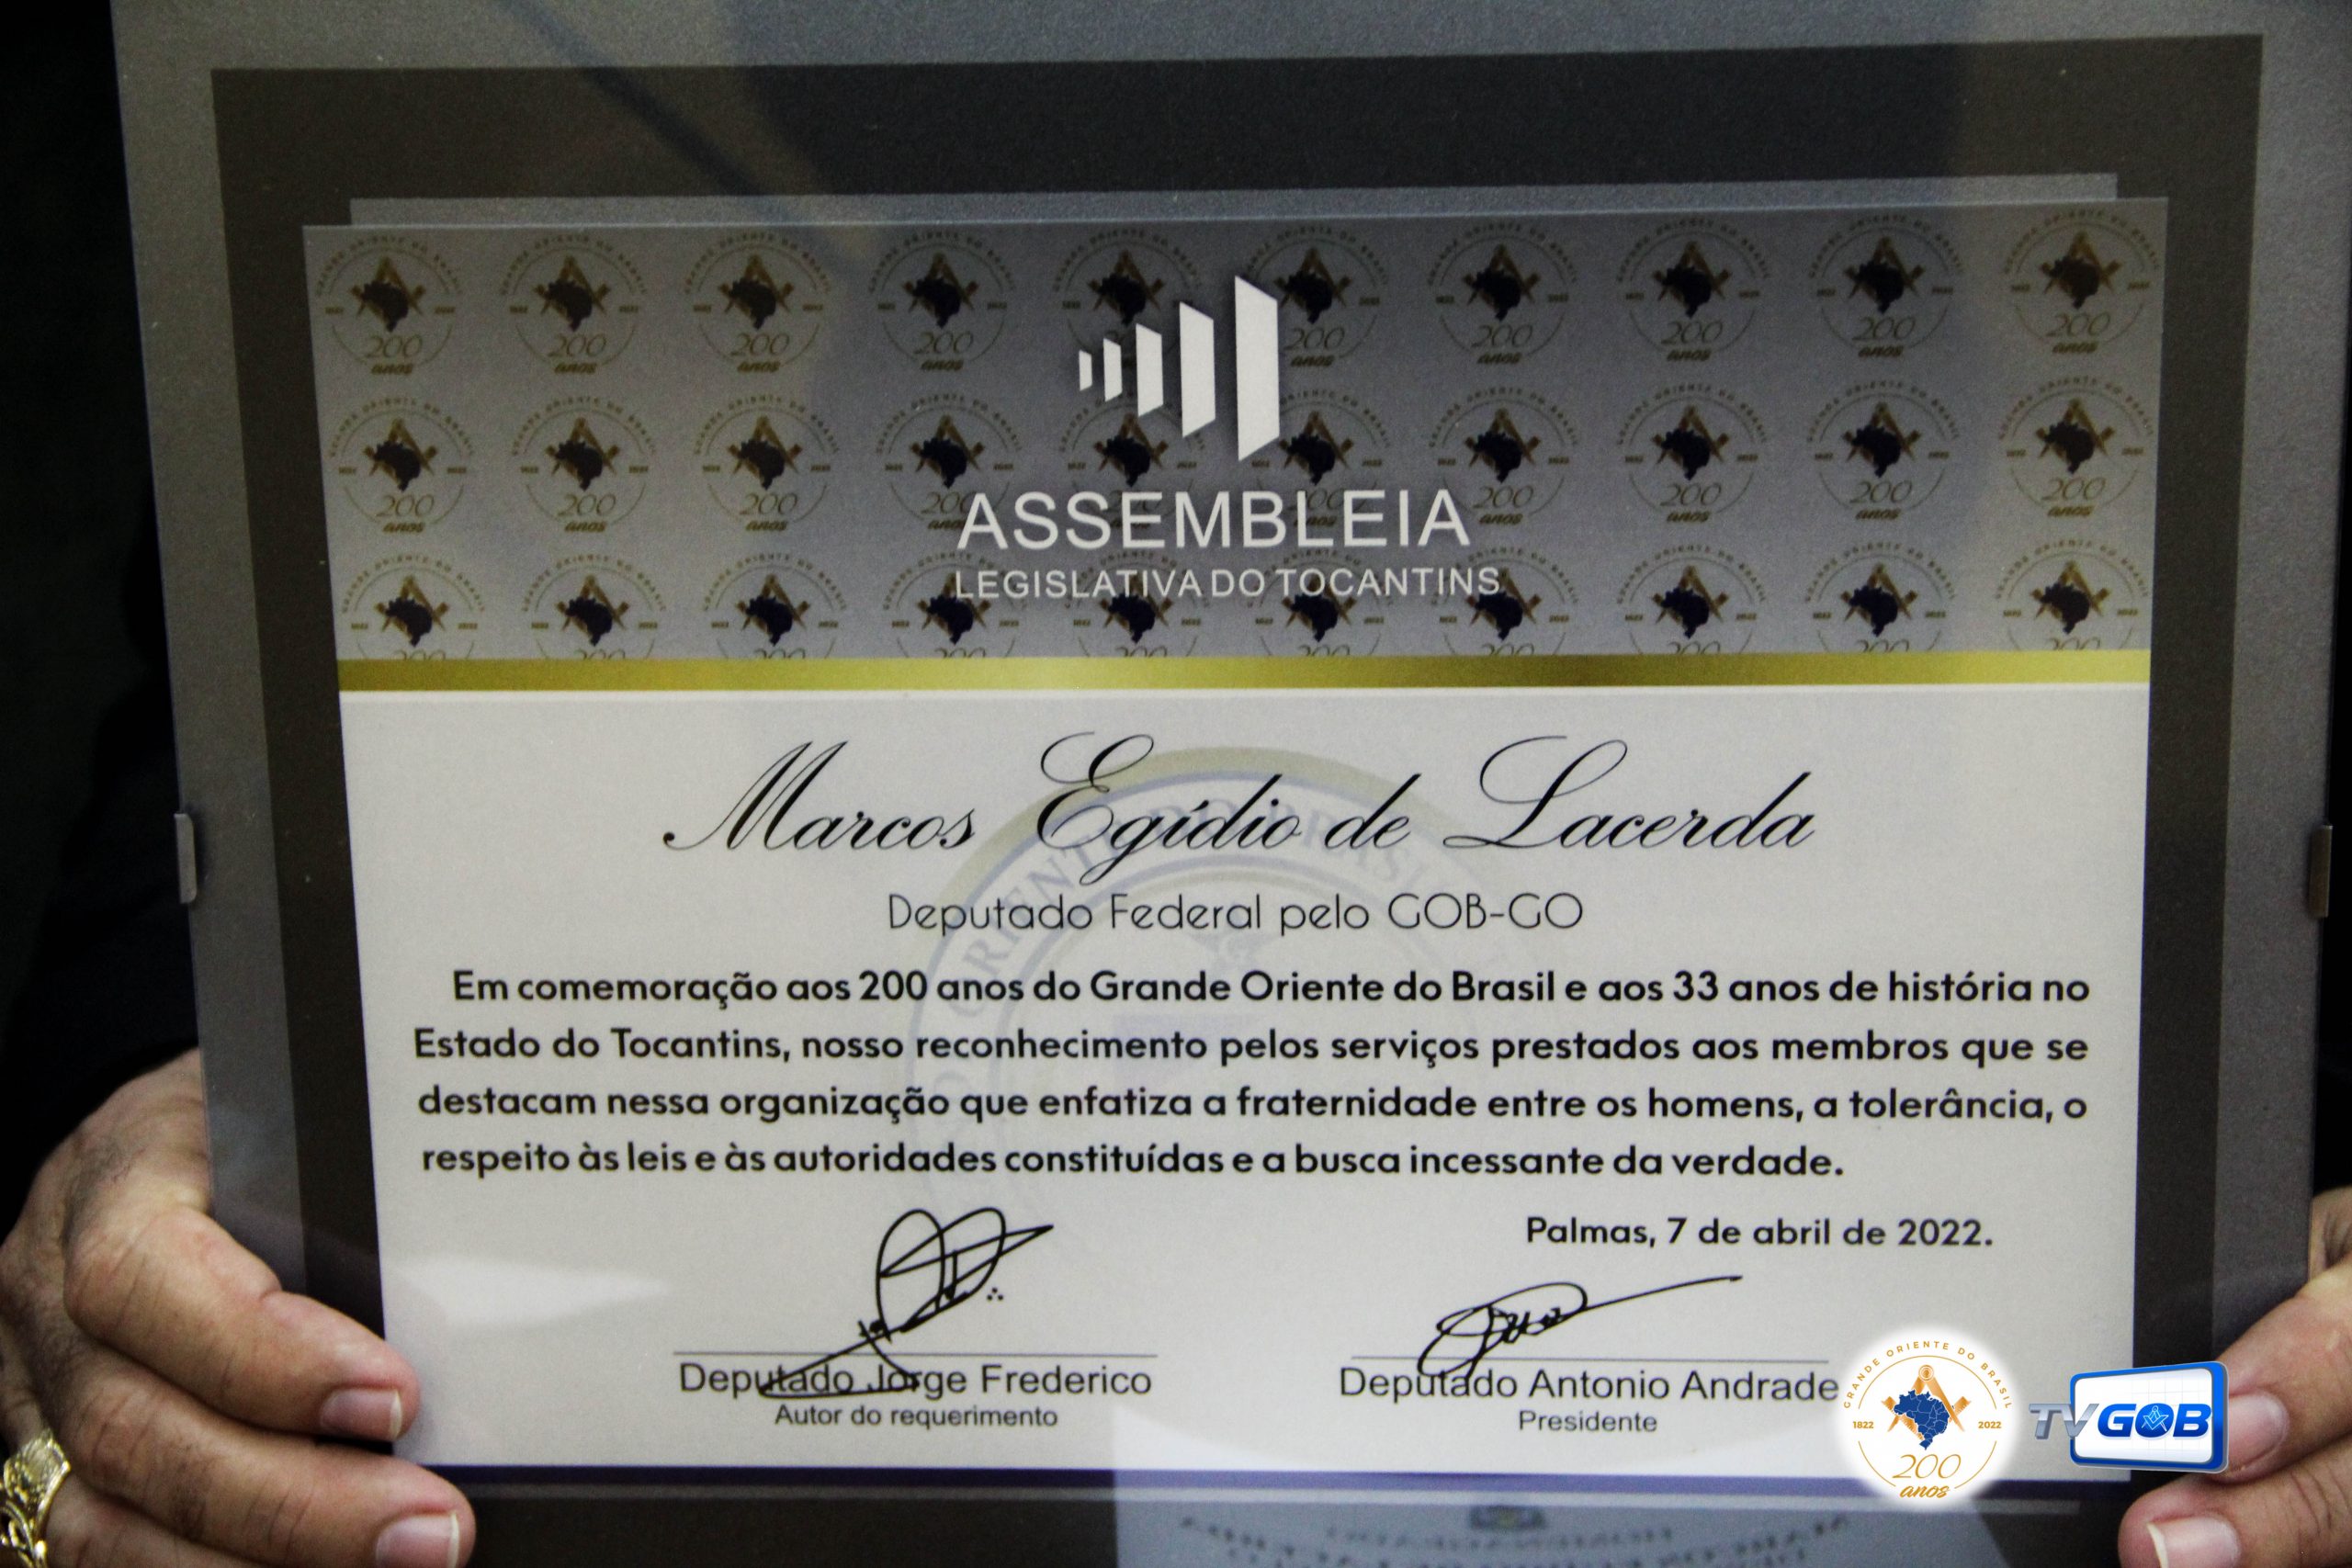 ASSEMBLEIA
LEGISLATIVA DO TOCANTINS
Marcos Egídio de Lacerda
Deputado Federal pelo GOB-GO
Em comemoração aos 200 anos do Grande Oriente do Brasil e aos 33 anos de história no
Estado do Tocantins, nosso reconhecimento pelos serviços prestados aos membros que se
destacam nessa organização que enfatiza a fraternidade entre os homens, a tolerância, o
respeito às leis e às autoridades constituídas e a busca incessante da verdade.
Palmas, 7 de abril de 2022.
Deputado Jorge Frederico
Autor do requerimento
Deputado Antonio Andrade
Presidente
GRANDE ORIENTE DO BRASIL
1822 2022
200
anos
TV GOB